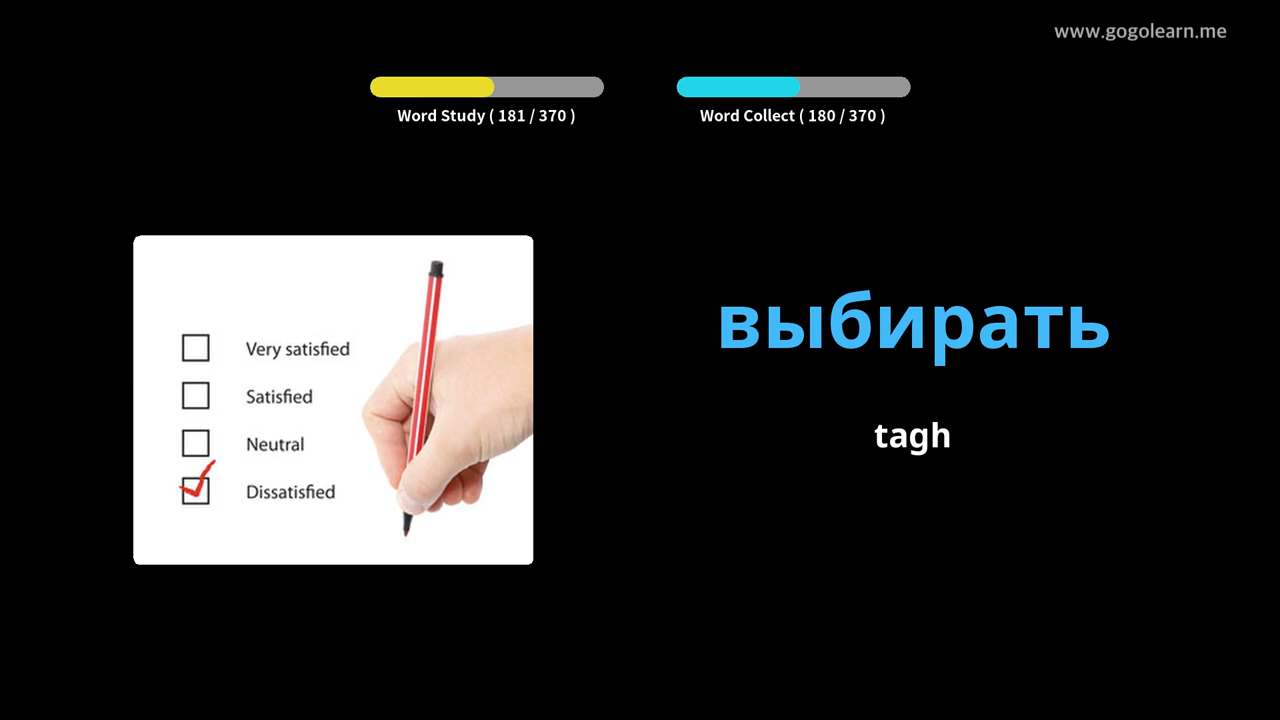 www.gogolearn.me
Word Study ( 181 / 370 )
Word Collect ( 180 / 370 )
Very satisfied
Satisfied
Neutral
Dissatisfied
выбирать
tagh